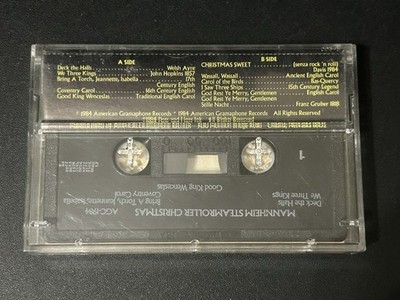 A SIDE
Deck the Halls Welsh Ayre
We Three Kings John Hopkins 1857
Bring A Torch, Jeannette, Isabella 17th
Century English
Coventry Carol 16th Century English
Good King Wenceslas Traditional English Carol
B SIDE
CHRISTMAS SWEET (senza rock 'n roll)
Davis 1984
Wassail, Wassail Ancient English Carol
Carol of the Birds Bas-Quercy
I Saw Three Ships 15th Century Legend
God Rest Ye Merry, Gentlemen English Carol
God Rest Ye Merry, Gentlemen
Stille Nacht Franz Gruber 1818
© 1984 American Gramaphone Records ℗ 1984 American Gramaphone Records All Rights Reserved
1
Deck the Halls
We Three Kings
Good King Wenceslas
Bring A Torch, Jeannette, Isabella
Coventry Carol
MANNHEIM STEAMROLLER CHRISTMAS AGC-1984